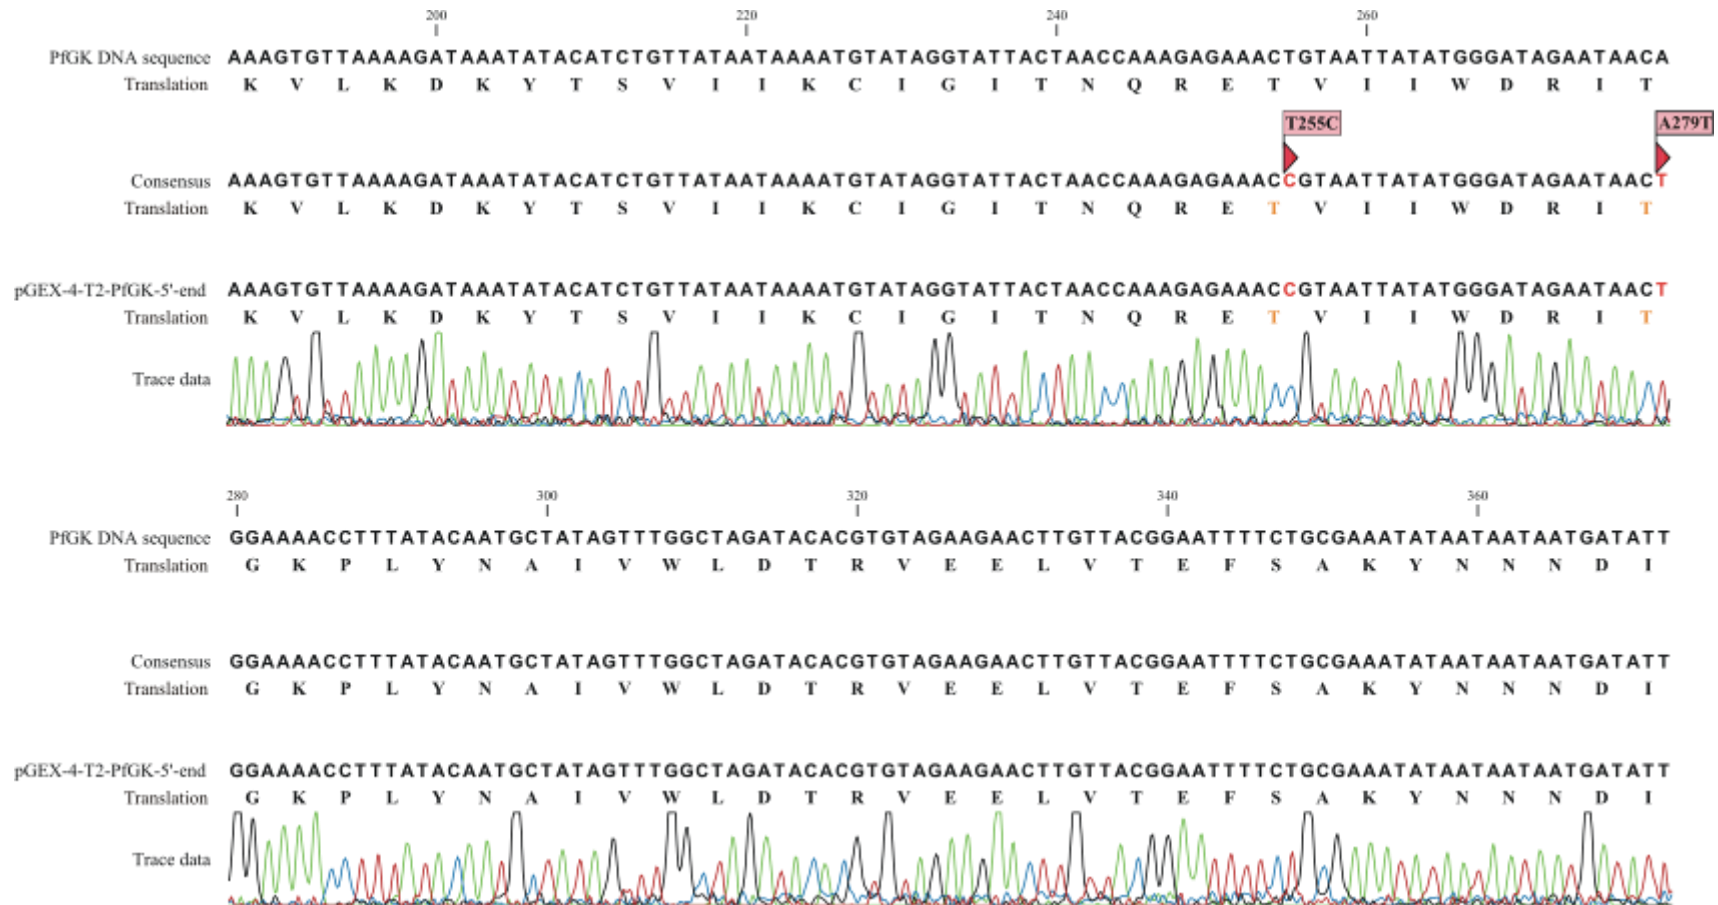 200 220 240 260
PfGK DNA sequence AAAGTGTTAAAAGATAAATATACATCTGTTATAATAAAATGTATAGGTATTACTAACCAAAGAGAAACTGTAATTATATGGGATAGAATAACA
Translation K V L K D K Y T S V I I K C I G I T N Q R E T V I I W D R I T
T255C A279T
Consensus AAAGTGTTAAAAGATAAATATACATCTGTTATAATAAAATGTATAGGTATTACTAACCAAAGAGAAACCGTAATTATATGGGATAGAATAACT
Translation K V L K D K Y T S V I I K C I G I T N Q R E T V I I W D R I T
pGEX-4-T2-PfGK-5'-end AAAGTGTTAAAAGATAAATATACATCTGTTATAATAAAATGTATAGGTATTACTAACCAAAGAGAAACCGTAATTATATGGGATAGAATAACT
Translation K V L K D K Y T S V I I K C I G I T N Q R E T V I I W D R I T
Trace data
280 300 320 340 360
PfGK DNA sequence GGAAAACCTTTATACAATGCTATAGTTTGGCTAGATACACGTGTAGAAGAACTTGTTACGGAATTTTCTGCGAAATATAATAATAATGATATT
Translation G K P L Y N A I V W L D T R V E E L V T E F S A K Y N N N D I
Consensus GGAAAACCTTTATACAATGCTATAGTTTGGCTAGATACACGTGTAGAAGAACTTGTTACGGAATTTTCTGCGAAATATAATAATAATGATATT
Translation G K P L Y N A I V W L D T R V E E L V T E F S A K Y N N N D I
pGEX-4-T2-PfGK-5'-end GGAAAACCTTTATACAATGCTATAGTTTGGCTAGATACACGTGTAGAAGAACTTGTTACGGAATTTTCTGCGAAATATAATAATAATGATATT
Translation G K P L Y N A I V W L D T R V E E L V T E F S A K Y N N N D I
Trace data